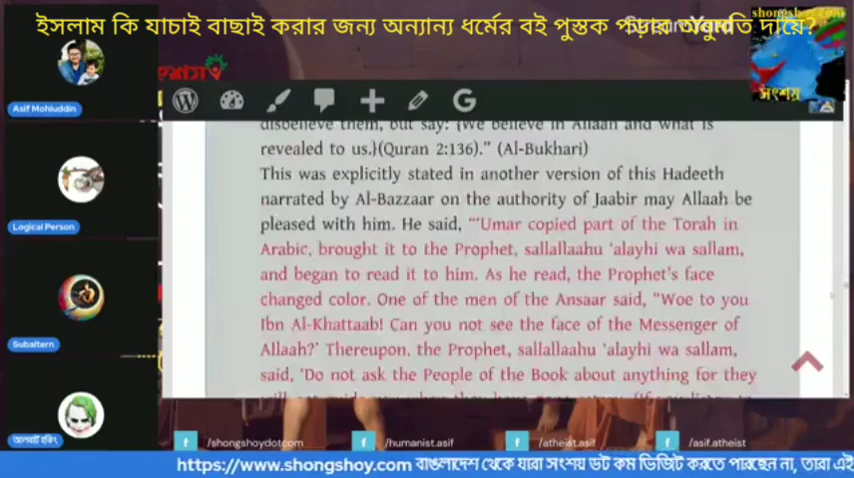 ইসলাম কি যাচাই বাছাই করার জন্য অন্যান্য ধর্মের বই পুস্তক পড়ার অনুমতি দায়ে?
shongshoy.com
সংশয়
Asif Mohiuddin
Logical Person
Subaltern
disbelieve them, but say: {We believe in Allaah and what is
revealed to us.}(Quran 2:136).” (Al-Bukhari)
This was explicitly stated in another version of this Hadeeth
narrated by Al-Bazzaar on the authority of Jaabir may Allaah be
pleased with him. He said, “‘Umar copied part of the Torah in
Arabic, brought it to the Prophet, sallallaahu ‘alayhi wa sallam,
and began to read it to him. As he read, the Prophet’s face
changed color. One of the men of the Ansaar said, “Woe to you
Ibn Al-Khattaab! Can you not see the face of the Messenger of
Allaah?’ Thereupon, the Prophet, sallallaahu ‘alayhi wa sallam,
said, ‘Do not ask the People of the Book about anything for they
/shongshoydotcom
/humanist.asif
/atheist.asif
/asif.atheist
https://www.shongshoy.com বাঙলাদেশ থেকে যারা সংশয় ডট কম ভিজিট করতে পারছেন না, তারা এই